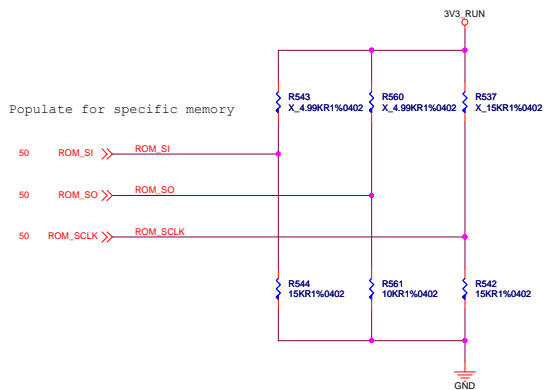 3V3_RUN
R543
X_4.99KR1%0402
R560
X_4.99KR1%0402
R537
X_15KR1%0402
Populate for specific memory
50 ROM_SI ROM_SI
50 ROM_SO ROM_SO
50 ROM_SCLK ROM_SCLK
R544
15KR1%0402
R561
10KR1%0402
R542
15KR1%0402
GND